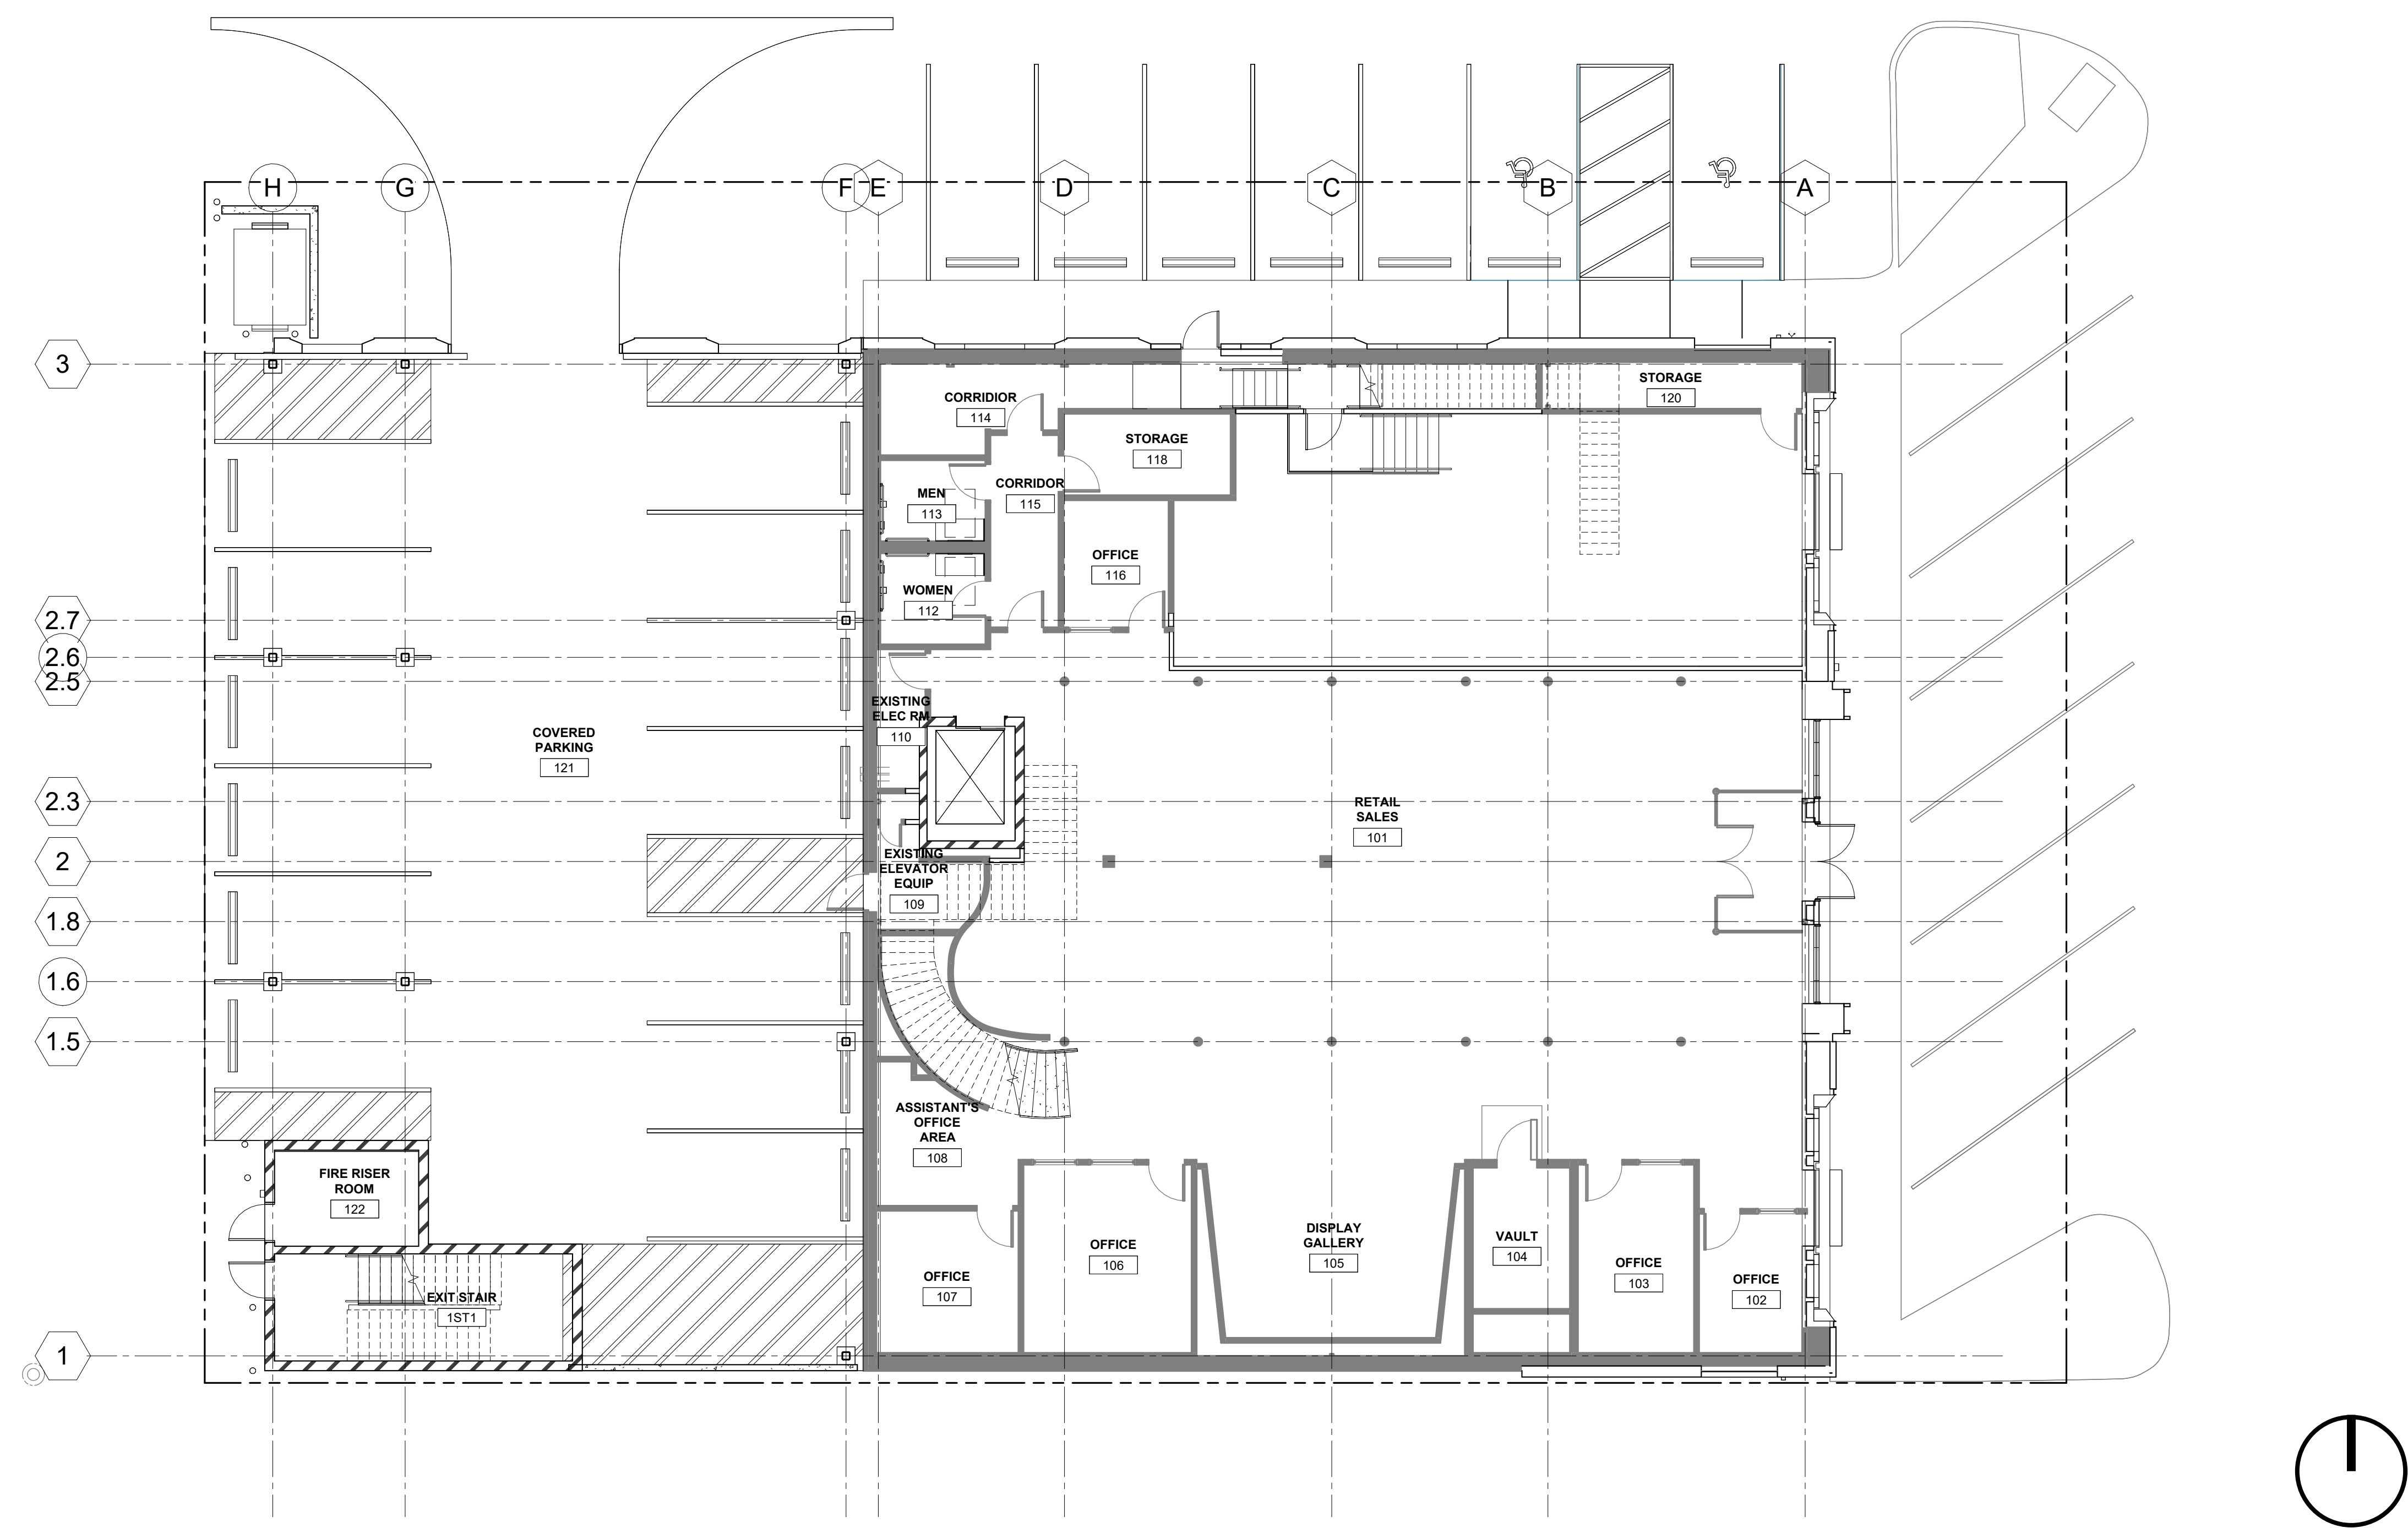 H
G
F
E
D
C
B
A
3
CORRIDIOR
114
STORAGE
120
STORAGE
118
MEN
113
CORRIDOR
115
OFFICE
116
WOMEN
112
2.7
2.6
2.5
EXISTING
ELEC RM
110
COVERED
PARKING
121
2.3
RETAIL
SALES
101
2
EXISTING
ELEVATOR
EQUIP
109
1.8
1.6
1.5
ASSISTANT'S
OFFICE
AREA
108
FIRE RISER
ROOM
122
DISPLAY
GALLERY
105
VAULT
104
OFFICE
106
OFFICE
103
OFFICE
107
OFFICE
102
EXIT STAIR
1ST1
1